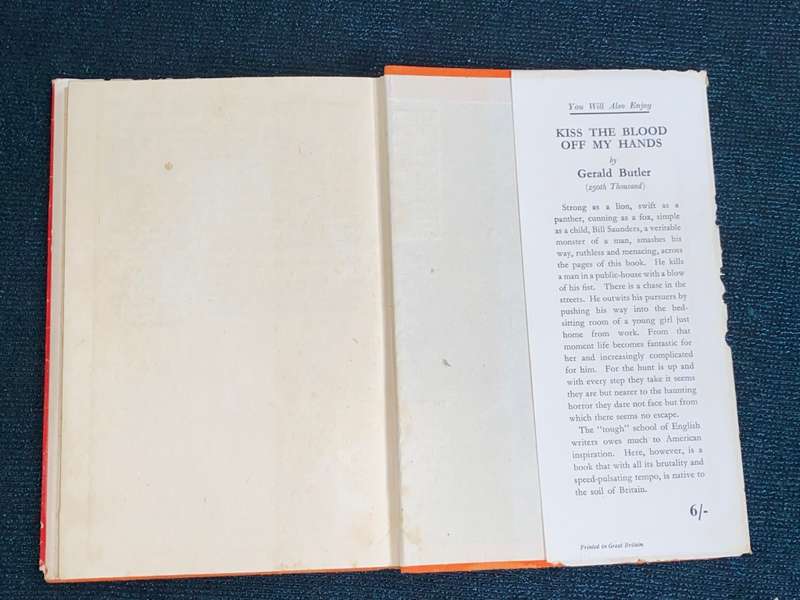 You Will Also Enjoy
KISS THE BLOOD
OFF MY HANDS
by
Gerald Butler
(250th Thousand)
Strong as a lion, swift as a
panther, cunning as a fox, simple
as a child, Bill Saunders, a veritable
monster of a man, smashes his
way, ruthless and menacing, across
the pages of this book. He kills
a man in a public-house with a blow
of his fist. There is a chase in the
streets. He outwits his pursuers by
pushing his way into the bed-
sitting room of a young girl just
home from work. From that
moment life becomes fantastic for
her and increasingly complicated
for him. For the hunt is up and
with every step they take it seems
they are but nearer to the haunting
horror they dare not face but from
which there seems no escape.
The "tough" school of English
writers owes much to American
inspiration. Here, however, is a
book that with all its brutality and
speed-pulsating tempo, is native to
the soil of Britain.
6/-
Printed in Great Britain